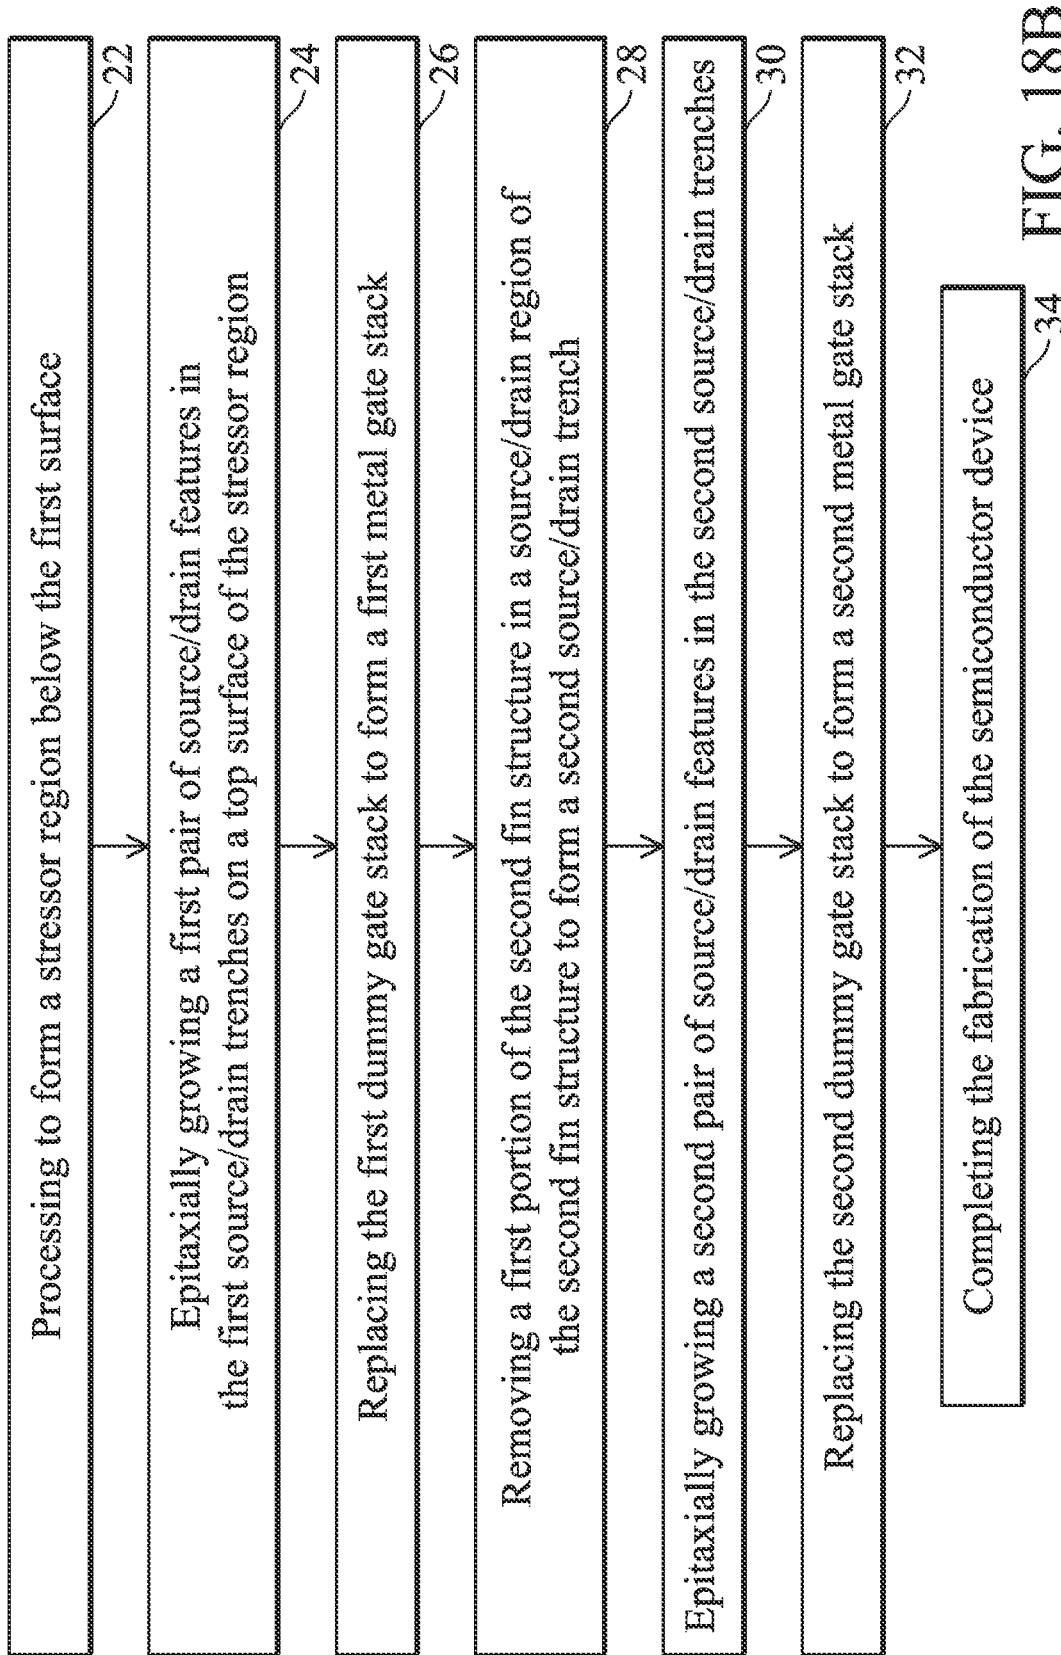 Processing to form a stressor region below the first surface
22
Epitaxially growing a first pair of source/drain features in
the first source/drain trenches on a top surface of the stressor region
24
Replacing the first dummy gate stack to form a first metal gate stack
26
Removing a first portion of the second fin structure in a source/drain region of
the second fin structure to form a second source/drain trench
28
Epitaxially growing a second pair of source/drain features in the second source/drain trenches
30
Replacing the second dummy gate stack to form a second metal gate stack
32
Completing the fabrication of the semiconductor device
34
FIG. 18B